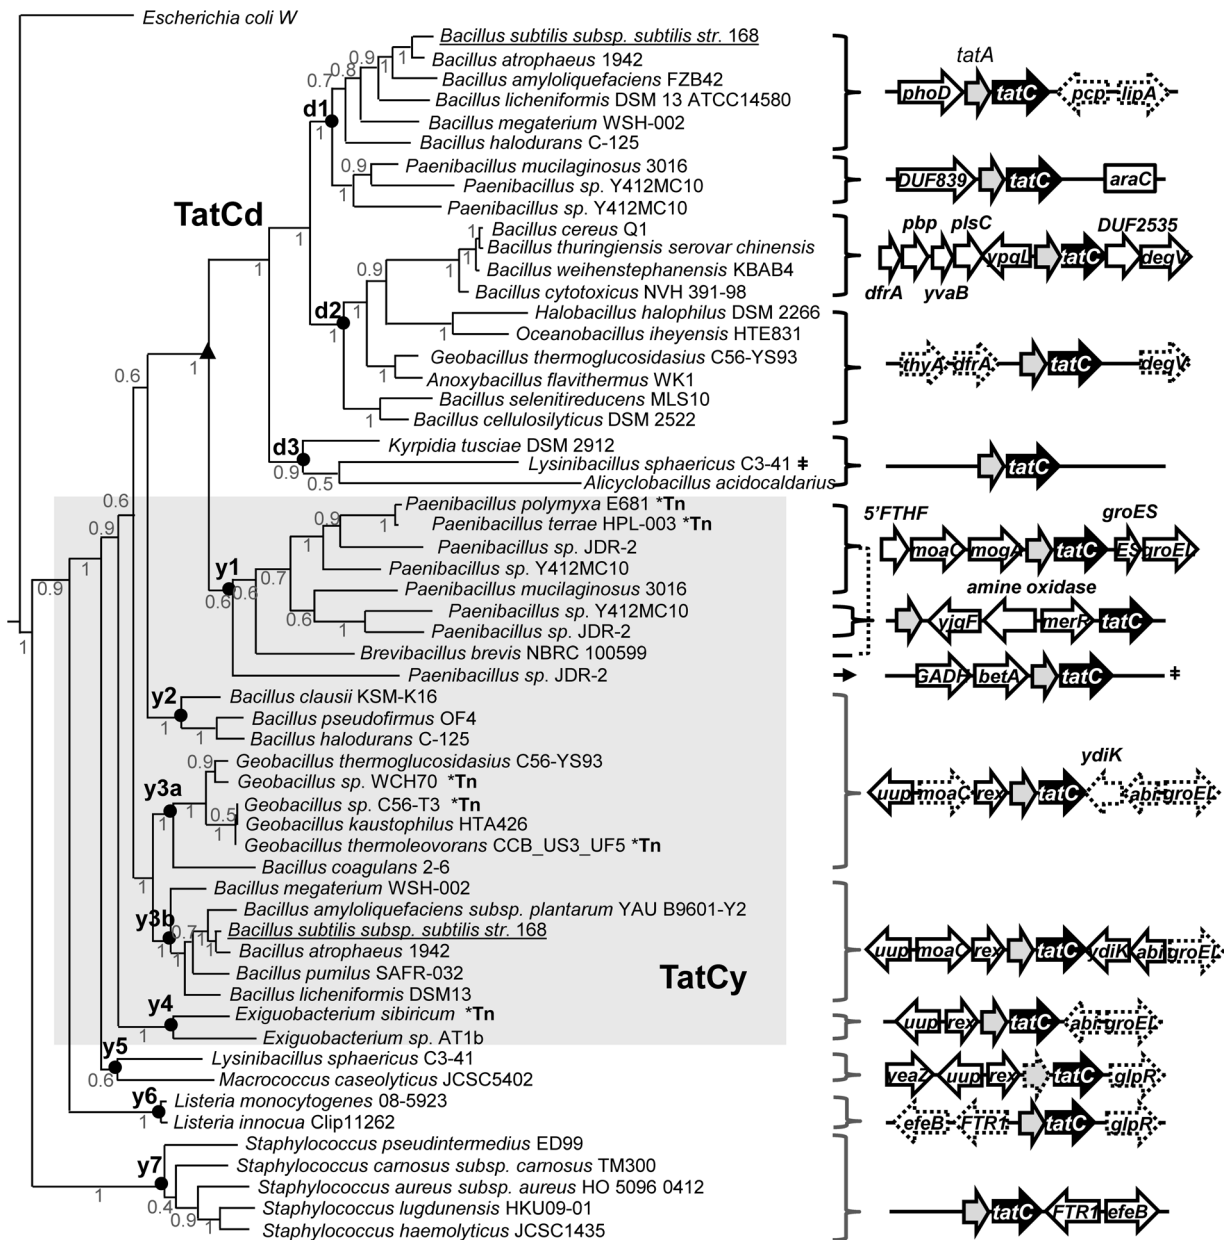 Escherichia coli W
Bacillus subtilis subsp. subtilis str. 168
Bacillus atrophaeus 1942
Bacillus amyloliquefaciens FZB42
Bacillus licheniformis DSM 13 ATCC14580
Bacillus megaterium WSH-002
Bacillus halodurans C-125
Paenibacillus mucilaginosus 3016
Paenibacillus sp. Y412MC10
Paenibacillus sp. Y412MC10
Bacillus cereus Q1
Bacillus thuringiensis serovar chinensis
Bacillus weihenstephanensis KBAB4
Bacillus cytotoxicus NVH 391-98
Halobacillus halophilus DSM 2266
Oceanobacillus iheyensis HTE831
Geobacillus thermoglucosidasius C56-YS93
Anoxybacillus flavithermus WK1
Bacillus selenitireducens MLS10
Bacillus cellulosilyticus DSM 2522
Kyrpidia tusciae DSM 2912
Lysinibacillus sphaericus C3-41 ǂ
Alicyclobacillus acidocaldarius
Paenibacillus polymyxa E681 *Tn
Paenibacillus terrae HPL-003 *Tn
Paenibacillus sp. JDR-2
Paenibacillus sp. Y412MC10
Paenibacillus mucilaginosus 3016
Paenibacillus sp. Y412MC10
Paenibacillus sp. JDR-2
Brevibacillus brevis NBRC 100599
Paenibacillus sp. JDR-2
Bacillus clausii KSM-K16
Bacillus pseudofirmus OF4
Bacillus halodurans C-125
Geobacillus thermoglucosidasius C56-YS93
Geobacillus sp. WCH70 *Tn
Geobacillus sp. C56-T3 *Tn
Geobacillus kaustophilus HTA426
Geobacillus thermoleovorans CCB_US3_UF5 *Tn
Bacillus coagulans 2-6
Bacillus megaterium WSH-002
Bacillus amyloliquefaciens subsp. plantarum YAU B9601-Y2
Bacillus subtilis subsp. subtilis str. 168
Bacillus atrophaeus 1942
Bacillus pumilus SAFR-032
Bacillus licheniformis DSM13
Exiguobacterium sibiricum *Tn
Exiguobacterium sp. AT1b
Lysinibacillus sphaericus C3-41
Macrococcus caseolyticus JCSC5402
Listeria monocytogenes 08-5923
Listeria innocua Clip11262
Staphylococcus pseudintermedius ED99
Staphylococcus carnosus subsp. carnosus TM300
Staphylococcus aureus subsp. aureus HO 5096 0412
Staphylococcus lugdunensis HKU09-01
Staphylococcus haemolyticus JCSC1435
TatCd
TatCy
d1
d2
d3
y1
y2
y3a
y3b
y4
y5
y6
y7
0.7 0.8 0.9 1 1
1
0.9
1
1
1
1 1
0.9
1
1
1
1
1
1
0.9
0.5
1
0.6
0.6
0.9
1
0.9
1
0.9
1
1
0.7
0.6
0.6
0.6
1
1
1
0.9
0.5
1
1
1
1
0.7
1
1
1
1
1
0.6
1
1
0.4
0.9
1
tatA
phoD tatC pcp lipA
DUF839 tatC araC
pbp plsC DUF2535
ypqL tatC degV
dfrA yvaB
thyA dfrA tatC degV
tatC
5'FTHF groES
moaC mogA tatC ES groEL
amine oxidase
yjqF merR tatC
GADH betA tatC ǂ
ydiK
uup moaC rex tatC abi groEL
uup moaC rex tatC ydiK abi groEL
uup rex tatC abi groEL
yeaZ uup rex tatC glpR
efeB FTR1 tatC glpR
tatC FTR1 efeB